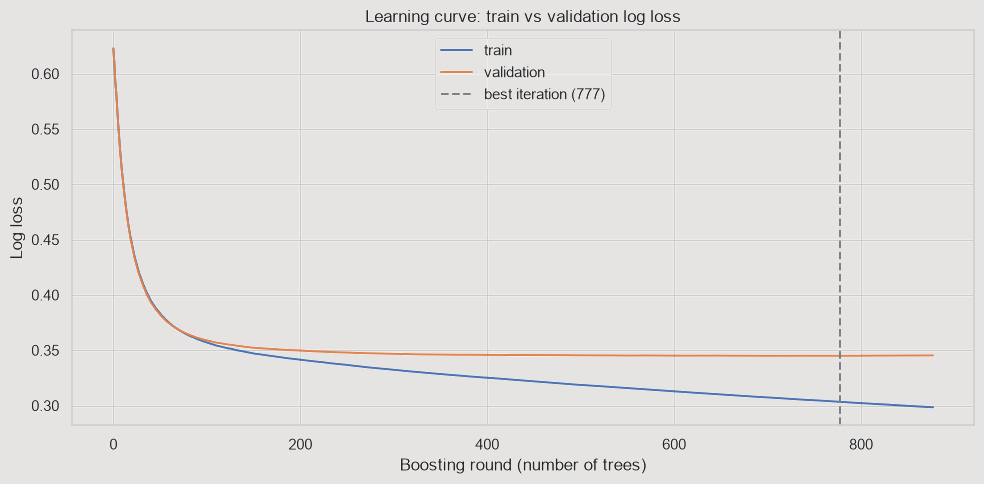 Learning curve: train vs validation log loss
train
validation
best iteration (777)
Log loss
0.60
0.55
0.50
0.45
0.40
0.35
0.30
0 200 400 600 800
Boosting round (number of trees)